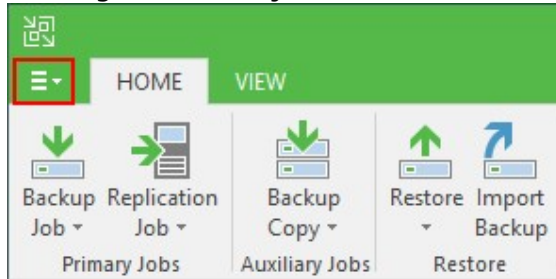 HOME VIEW
Backup Replication Backup Restore Import
Job Job Copy Backup
Primary Jobs Auxiliary Jobs Restore